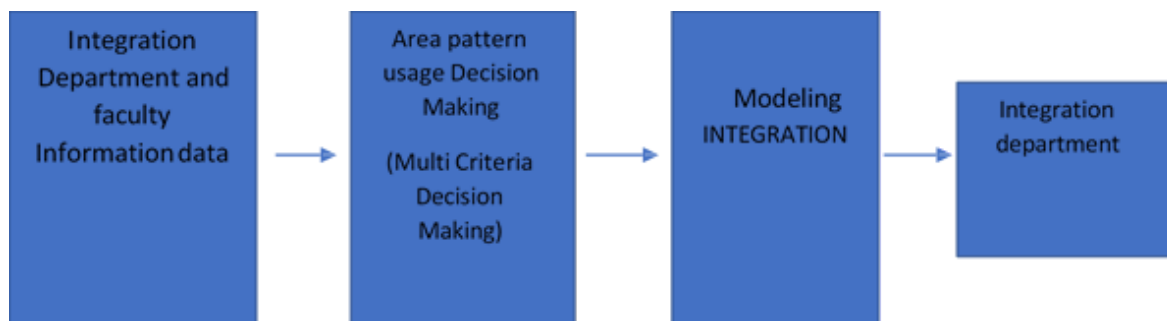 Integration
Department and
faculty
Information data
Area pattern
usage Decision
Making
(Multi Criteria
Decision
Making)
Modeling
INTEGRATION
Integration
department